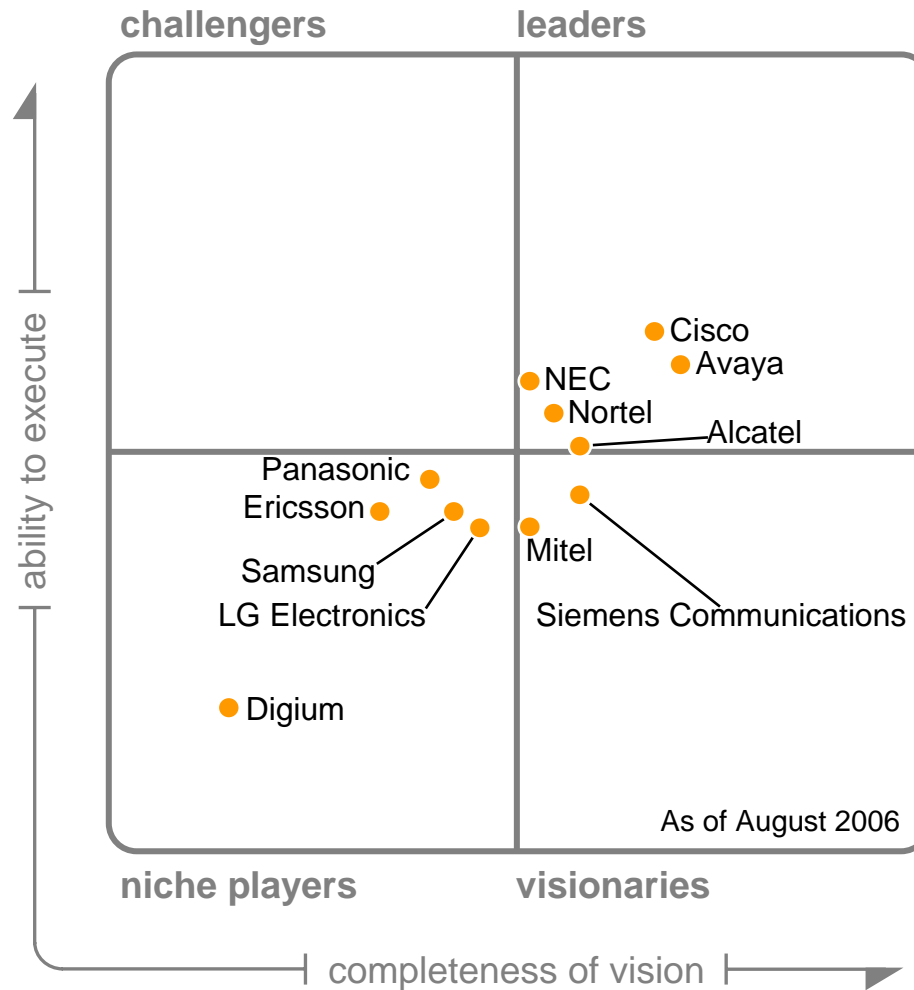 challengers
leaders
ability to execute
Cisco
Avaya
NEC
Nortel
Alcatel
Panasonic
Ericsson
Samsung
Mitel
LG Electronics
Siemens Communications
Digium
As of August 2006
niche players
visionaries
completeness of vision